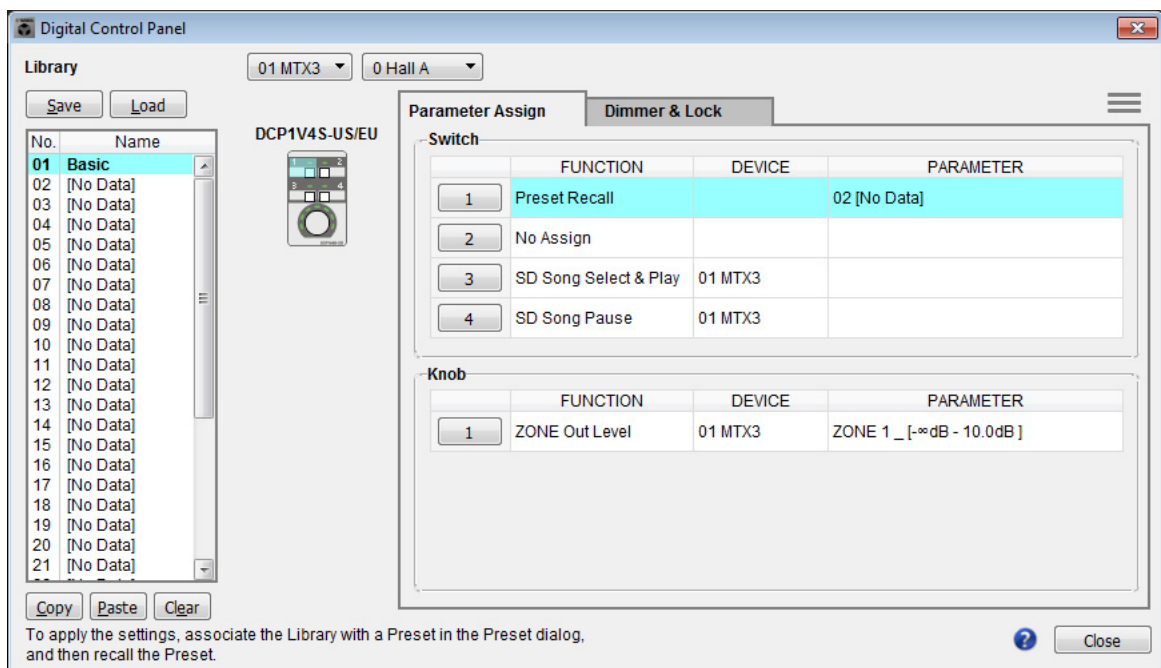 Digital Control Panel
Library
01 MTX3
0 Hall A
Save
Load
No. Name
01 Basic
02 [No Data]
03 [No Data]
04 [No Data]
05 [No Data]
06 [No Data]
07 [No Data]
08 [No Data]
09 [No Data]
10 [No Data]
11 [No Data]
12 [No Data]
13 [No Data]
14 [No Data]
15 [No Data]
16 [No Data]
17 [No Data]
18 [No Data]
19 [No Data]
20 [No Data]
21 [No Data]
Copy
Paste
Clear
DCP1V4S-US/EU
1 2
3 4
Parameter Assign
Dimmer & Lock
Switch
FUNCTION DEVICE PARAMETER
1 Preset Recall 02 [No Data]
2 No Assign
3 SD Song Select & Play 01 MTX3
4 SD Song Pause 01 MTX3
Knob
FUNCTION DEVICE PARAMETER
1 ZONE Out Level 01 MTX3 ZONE 1 _ [-∞dB - 10.0dB ]
To apply the settings, associate the Library with a Preset in the Preset dialog,
and then recall the Preset.
?
Close